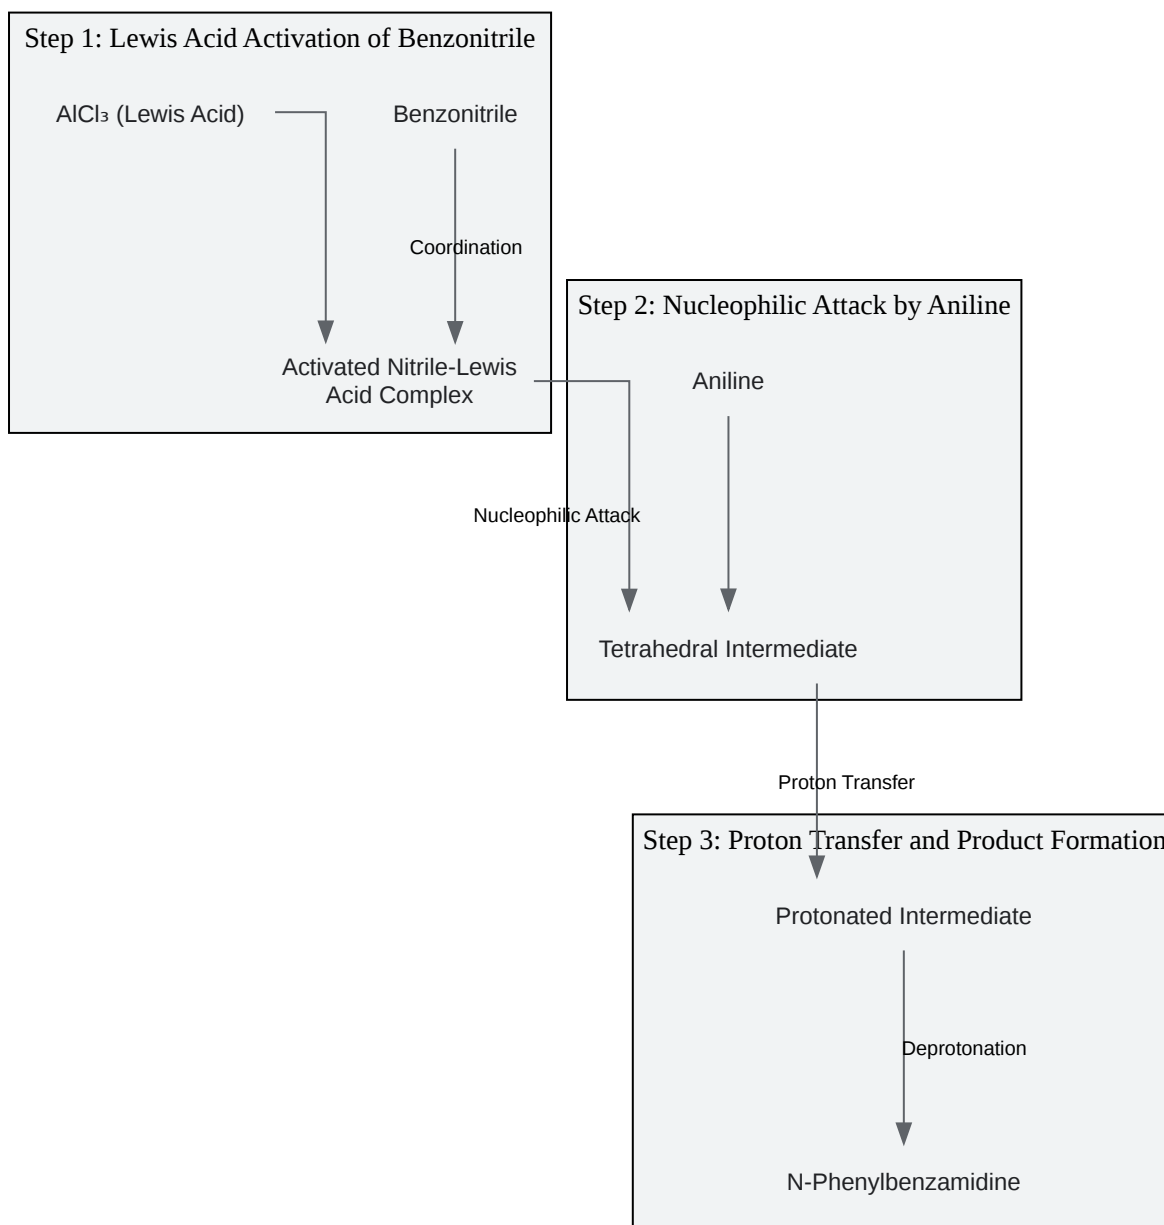 Step 1: Lewis Acid Activation of Benzonitrile
AlCl₃ (Lewis Acid)
Benzonitrile
Coordination
Activated Nitrile-Lewis
Acid Complex
Step 2: Nucleophilic Attack by Aniline
Aniline
Nucleophilic Attack
Tetrahedral Intermediate
Proton Transfer
Step 3: Proton Transfer and Product Formation
Protonated Intermediate
Deprotonation
N-Phenylbenzamidine